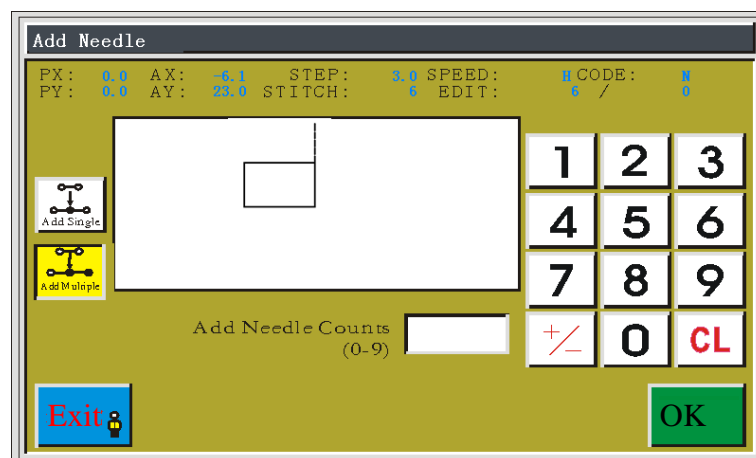 Add Needle
PX: 0.0 AX: -6.1 STEP: 3.0 SPEED: H CODE: N
PY: 0.0 AY: 23.0 STITCH: 6 EDIT: 6 / 0
1 2 3
Add Single
4 5 6
Add Multiple
7 8 9
Add Needle Counts
(0-9)
+/- 0 CL
Exit
OK